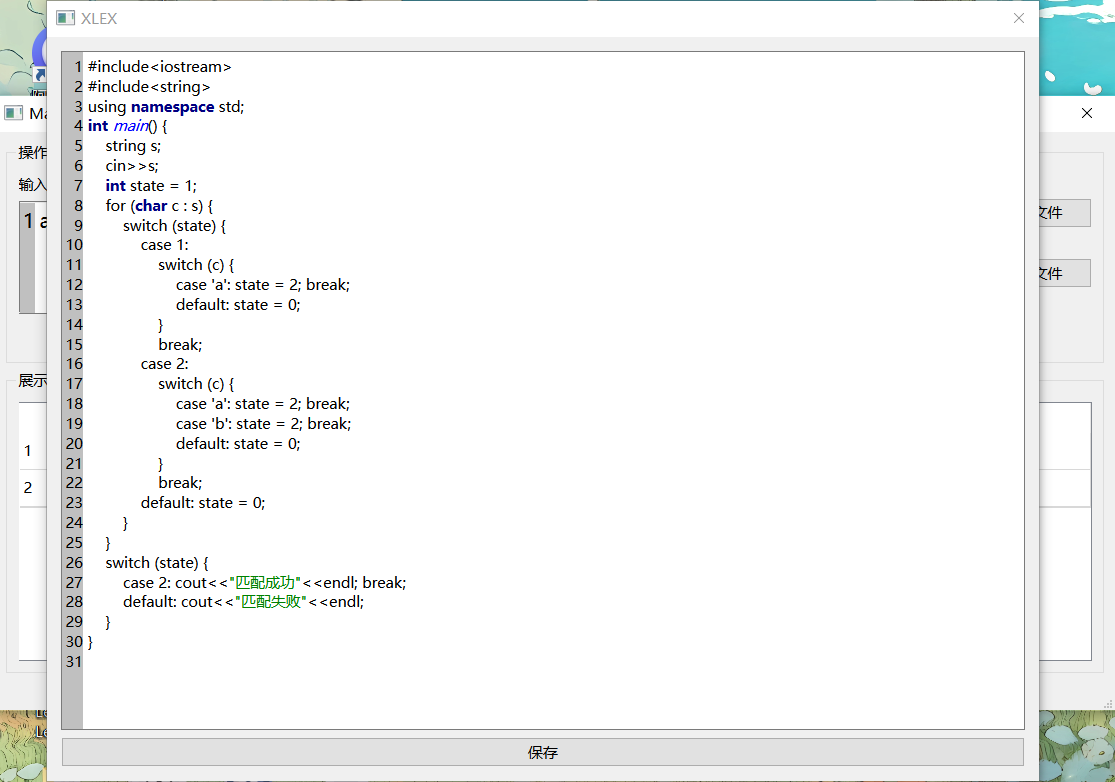 XLEX
1 #include<iostream>
2 #include<string>
3 using namespace std;
4 int main() {
5 string s;
6 cin>>s;
7 int state = 1;
8 for (char c : s) {
9 switch (state) {
10 case 1:
11 switch (c) {
12 case 'a': state = 2; break;
13 default: state = 0;
14 }
15 break;
16 case 2:
17 switch (c) {
18 case 'a': state = 2; break;
19 case 'b': state = 2; break;
20 default: state = 0;
21 }
22 break;
23 default: state = 0;
24 }
25 }
26 switch (state) {
27 case 2: cout<<"匹配成功"<<endl; break;
28 default: cout<<"匹配失败"<<endl;
29 }
30 }
31
保存
Ma
操作
输入
1 a
文件
文件
展示
1
2
Le
Le